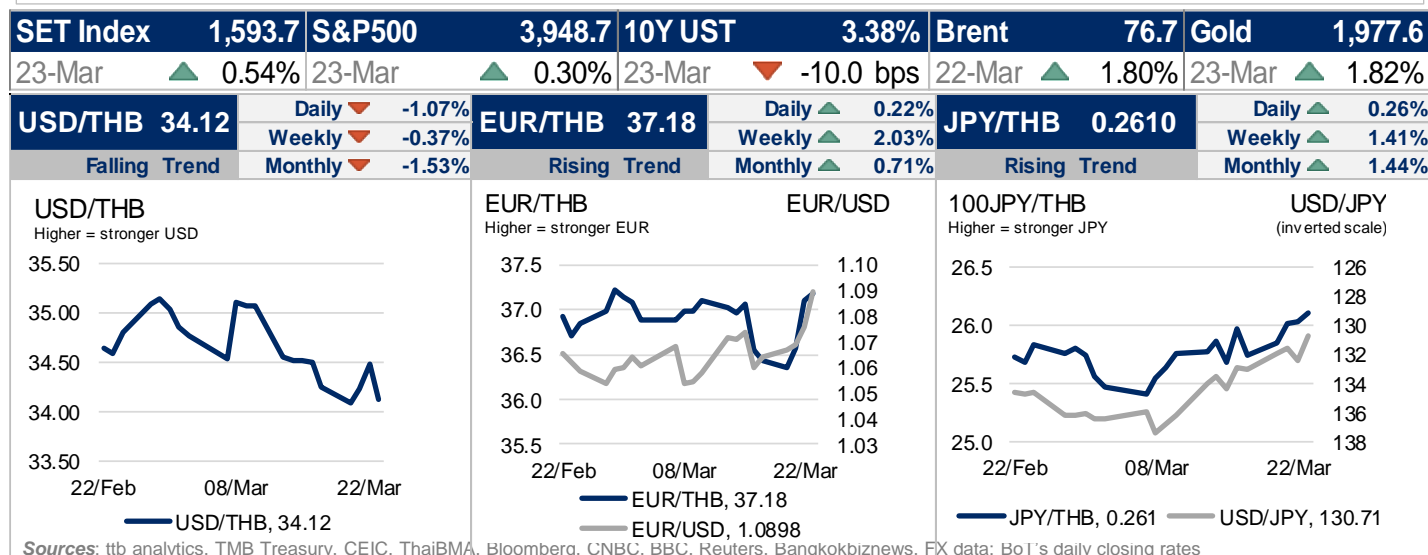 SET Index 1,593.7 S&P500 3,948.7 10Y UST 3.38% Brent 76.7 Gold 1,977.6
23-Mar 0.54% 23-Mar 0.30% 23-Mar -10.0 bps 22-Mar 1.80% 23-Mar 1.82%
USD/THB 34.12
Daily -1.07%
Weekly -0.37%
Falling Trend Monthly -1.53%
EUR/THB 37.18
Daily 0.22%
Weekly 2.03%
Rising Trend Monthly 0.71%
JPY/THB 0.2610
Daily 0.26%
Weekly 1.41%
Rising Trend Monthly 1.44%
USD/THB
Higher = stronger USD
35.50
35.00
34.50
34.00
33.50
22/Feb 08/Mar 22/Mar
USD/THB, 34.12
EUR/THB EUR/USD
Higher = stronger EUR
37.5 1.10
1.09
37.0 1.08
1.07
36.5 1.06
1.05
36.0 1.04
35.5 1.03
22/Feb 08/Mar 22/Mar
EUR/THB, 37.18
EUR/USD, 1.0898
100JPY/THB USD/JPY
Higher = stronger JPY (inverted scale)
26.5 126
128
26.0 130
132
25.5 134
136
25.0 138
22/Feb 08/Mar 22/Mar
JPY/THB, 0.261 USD/JPY, 130.71
Sources: ttb analytics, TMB Treasury, CEIC, ThaiBMA, Bloomberg, CNBC, BBC, Reuters, Bangkokbiznews, FX data: BoT's daily closing rates